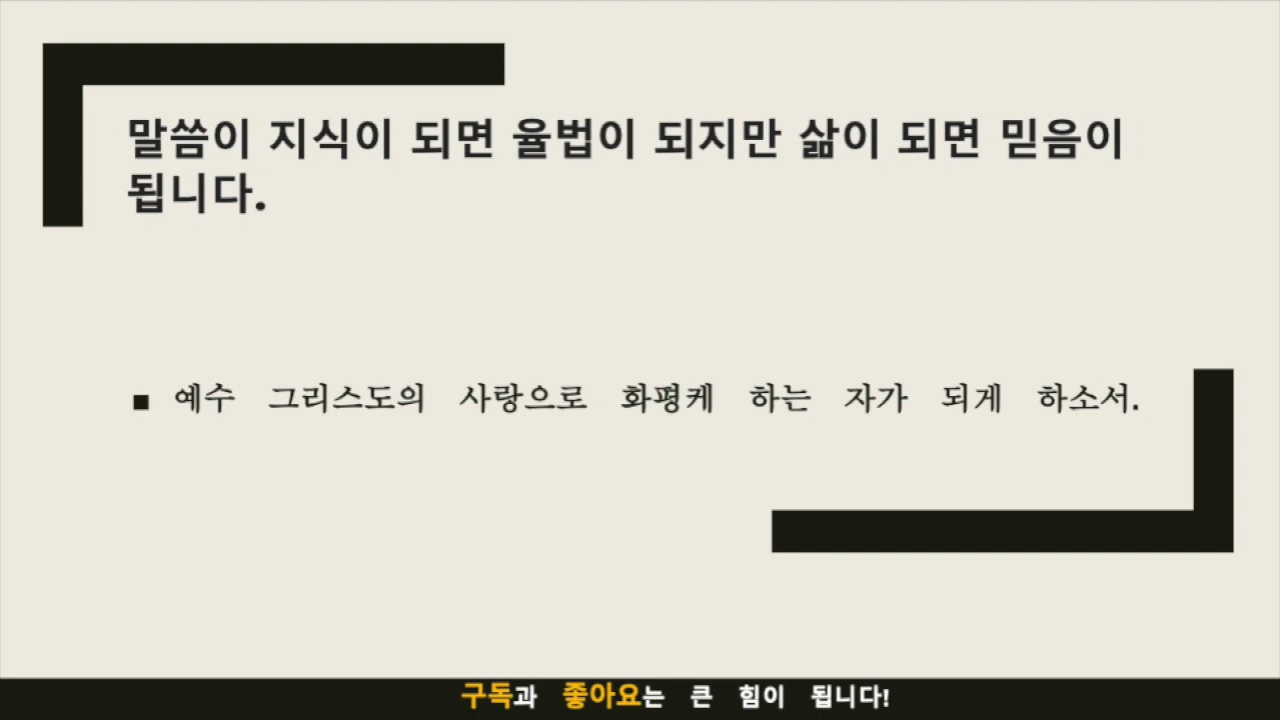 말씀이 지식이 되면 율법이 되지만 삶이 되면 믿음이
됩니다.
▪ 예수 그리스도의 사랑으로 화평케 하는 자가 되게 하소서.
구독과 좋아요는 큰 힘이 됩니다!